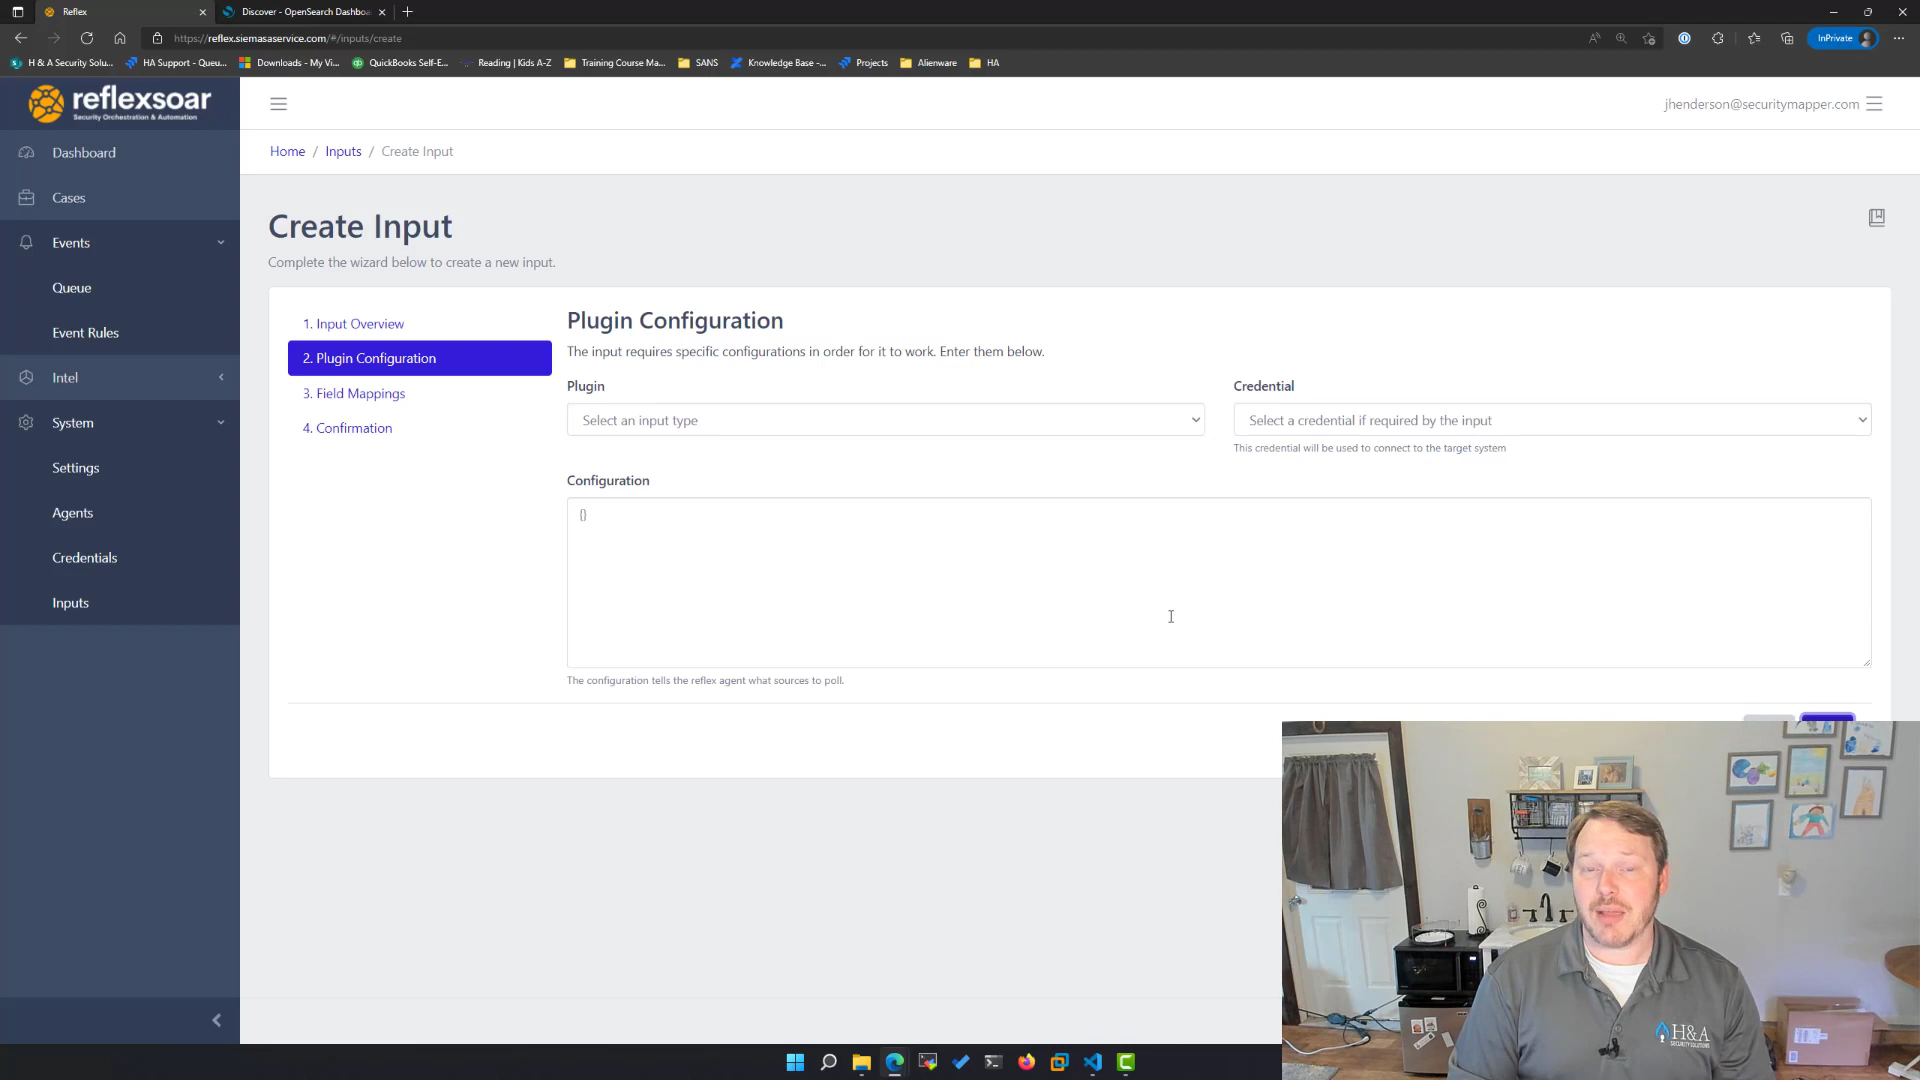 Reflex
Discover - OpenSearch Dashboa
https://reflex.siemasaservice.com/#/inputs/create
InPrivate
H & A Security Solu...
HA Support - Queu...
Downloads - My Vi...
QuickBooks Self-E...
Reading | Kids A-Z
Training Course Ma...
SANS
Knowledge Base -...
Projects
Alienware
HA
reflexsoar
Security Orchestration & Automation
jhenderson@securitymapper.com
Dashboard
Cases
Events
Queue
Event Rules
Intel
System
Settings
Agents
Credentials
Inputs
Home / Inputs / Create Input
Create Input
Complete the wizard below to create a new input.
1. Input Overview
2. Plugin Configuration
3. Field Mappings
4. Confirmation
Plugin Configuration
The input requires specific configurations in order for it to work. Enter them below.
Plugin
Select an input type
Credential
Select a credential if required by the input
This credential will be used to connect to the target system
Configuration
{}
The configuration tells the reflex agent what sources to poll.
H&A
SECURITY SOLUTIONS